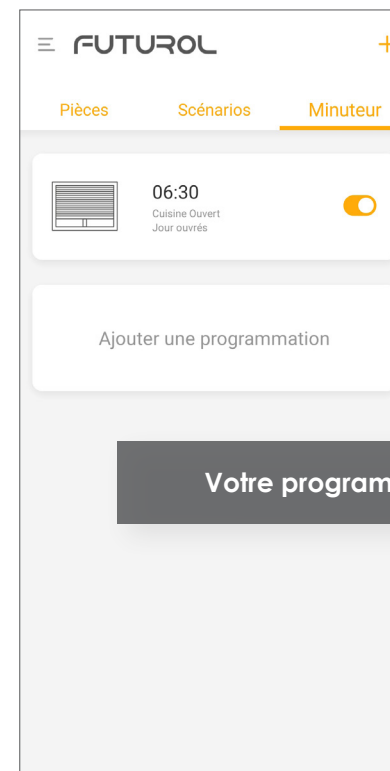 FUTUROL
Pièces Scénarios Minuteur
06:30
Cuisine Ouvert
Jour ouvrés
Ajouter une programmation
Votre program